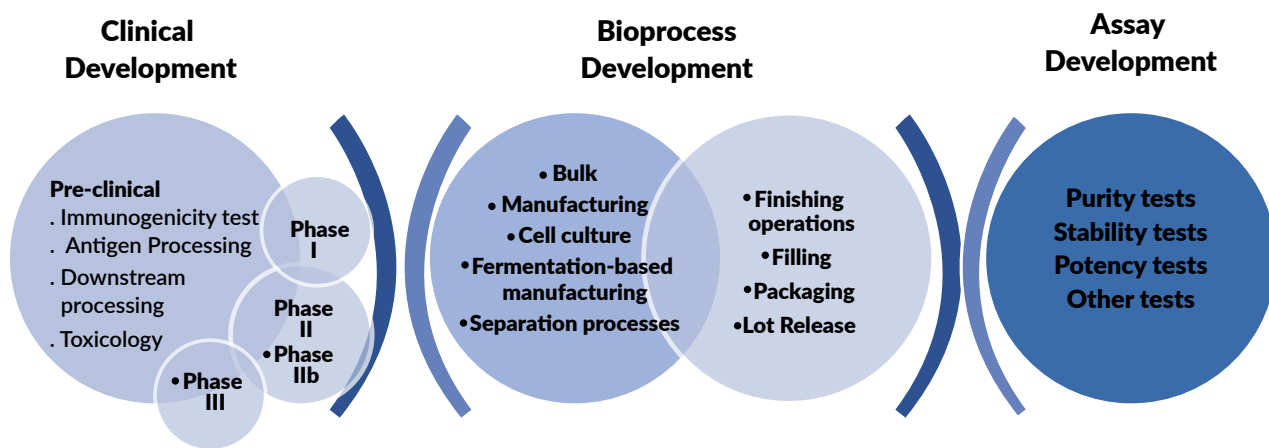 Clinical
Development
Pre-clinical
. Immunogenicity test
. Antigen Processing
. Downstream
processing
. Toxicology
Phase
I
Phase
II
•Phase
IIb
•Phase
III
Bioprocess
Development
•Bulk
•Manufacturing
•Cell culture
•Fermentation-based
manufacturing
•Separation processes
•Finishing
operations
•Filling
•Packaging
•Lot Release
Assay
Development
Purity tests
Stability tests
Potency tests
Other tests